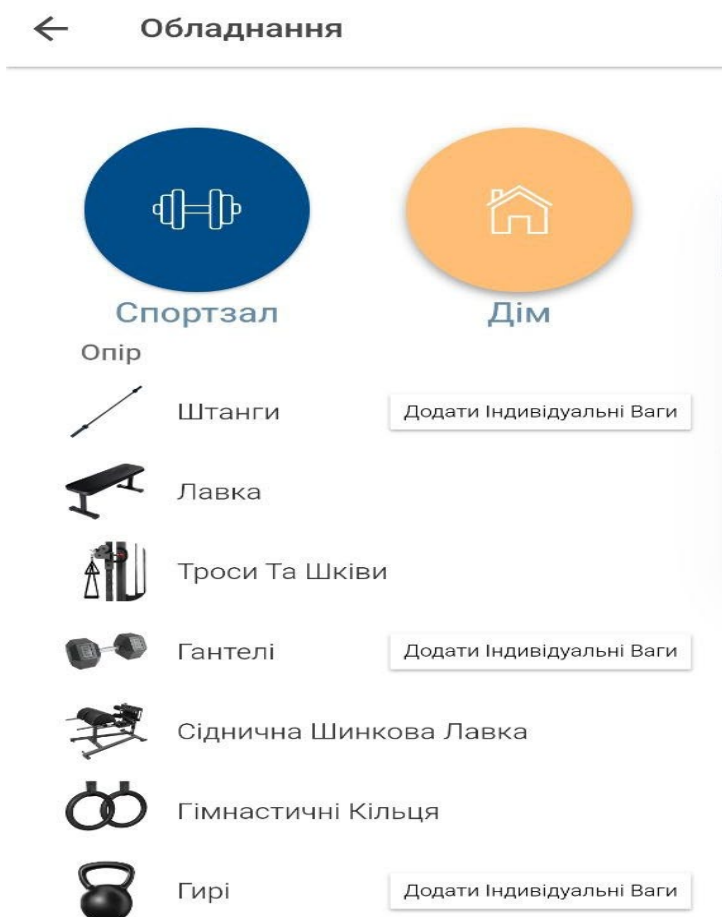 Обладнання
Спортзал
Дім
Опір
Штанги
Додати Індивідуальні Ваги
Лавка
Троси Та Шківи
Гантелі
Додати Індивідуальні Ваги
Сіднична Шинкова Лавка
Гімнастичні Кільця
Гирі
Додати Індивідуальні Ваги